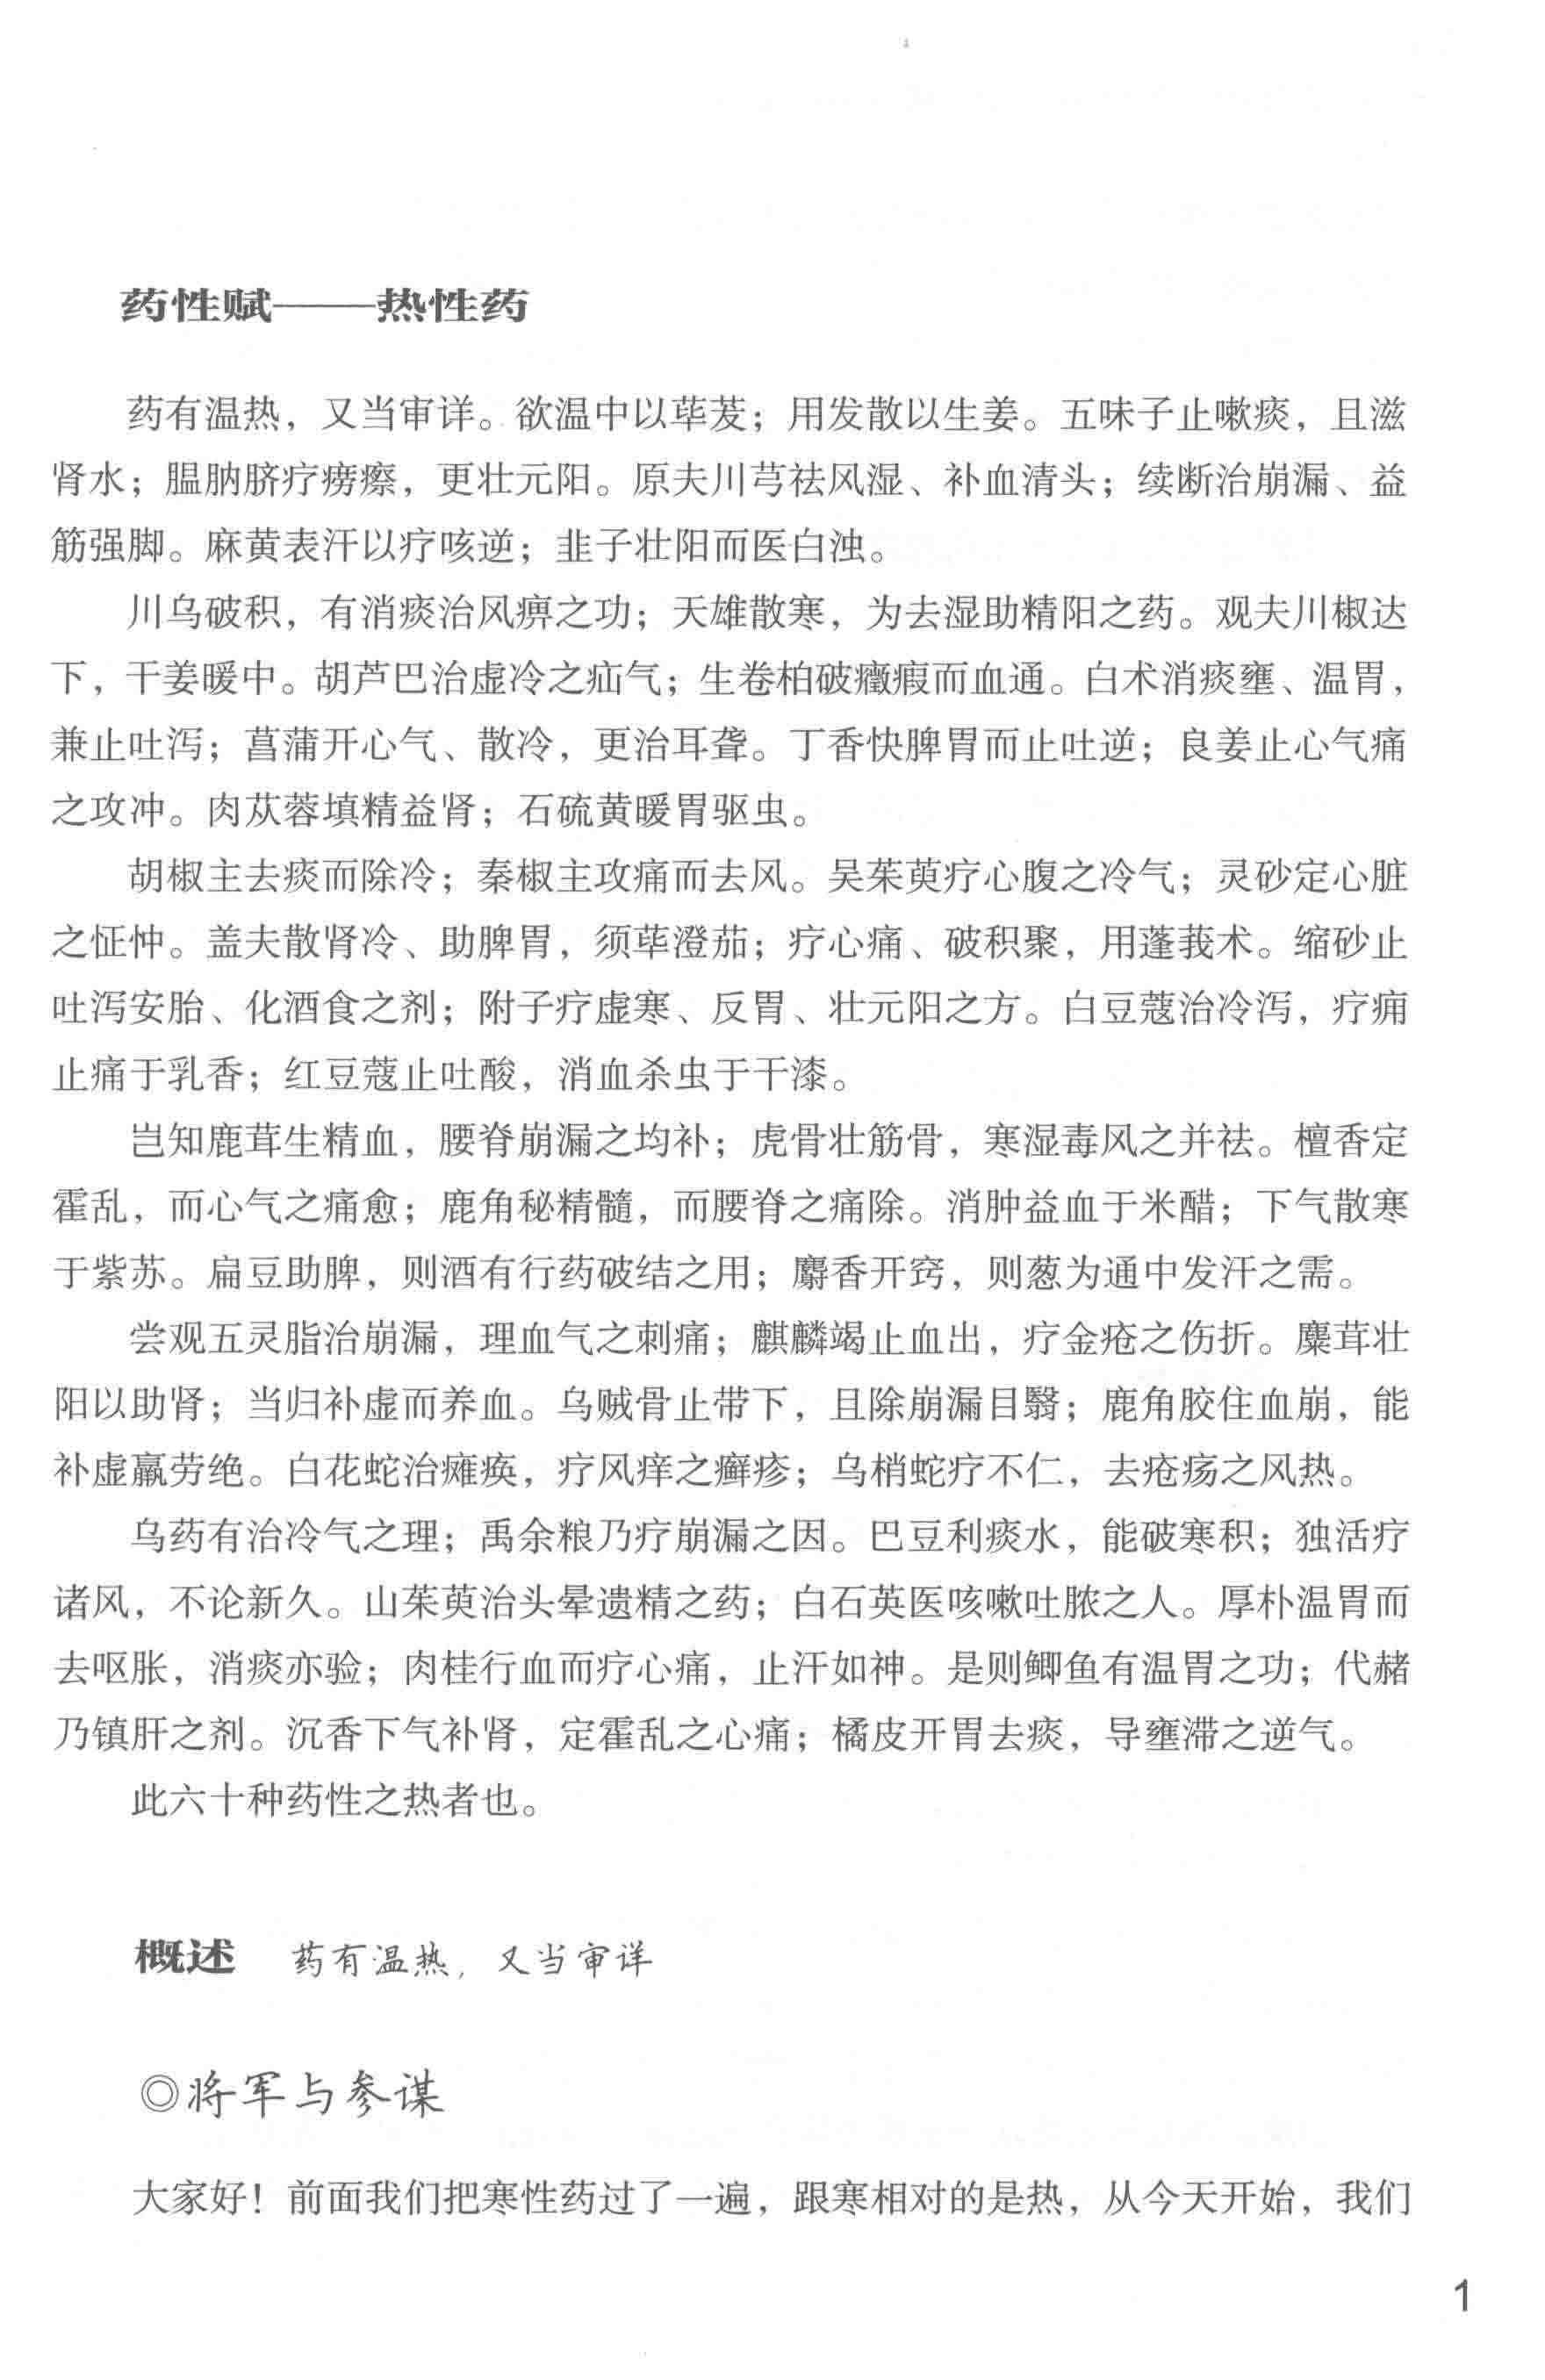 药性赋——热性药
药有温热，又当审详。欲温中以荜茇；用发散以生姜。五味子止嗽痰，且滋
肾水；腽肭脐疗痨瘵，更壮元阳。原夫川芎祛风湿、补血清头；续断治崩漏、益
筋强脚。麻黄表汗以疗咳逆；韭子壮阳而医白浊。
川乌破积，有消痰治风痹之功；天雄散寒，为去湿助精阳之药。观夫川椒达
下，干姜暖中。胡芦巴治虚冷之疝气；生卷柏破癥瘕而血通。白术消痰壅、温胃，
兼止吐泻；菖蒲开心气、散冷，更治耳聋。丁香快脾胃而止吐逆；良姜止心气痛
之攻冲。肉苁蓉填精益肾；石硫黄暖胃驱虫。
胡椒主去痰而除冷；秦椒主攻痛而去风。吴茱萸疗心腹之冷气；灵砂定心脏
之怔忡。盖夫散肾冷、助脾胃，须荜澄茄；疗心痛、破积聚，用蓬莪术。缩砂止
吐泻安胎、化酒食之剂；附子疗虚寒、反胃、壮元阳之方。白豆蔻治冷泻，疗痈
止痛于乳香；红豆蔻止吐酸，消血杀虫于干漆。
岂知鹿茸生精血，腰脊崩漏之均补；虎骨壮筋骨，寒湿毒风之并祛。檀香定
霍乱，而心气之痛愈；鹿角秘精髓，而腰脊之痛除。消肿益血于米醋；下气散寒
于紫苏。扁豆助脾，则酒有行药破结之用；麝香开窍，则葱为通中发汗之需。
尝观五灵脂治崩漏，理血气之刺痛；麒麟竭止血出，疗金疮之伤折。麋茸壮
阳以助肾；当归补虚而养血。乌贼骨止带下，且除崩漏目翳；鹿角胶住血崩，能
补虚羸劳绝。白花蛇治瘫痪，疗风痒之癣疹；乌梢蛇疗不仁，去疮疡之风热。
乌药有治冷气之理；禹余粮乃疗崩漏之因。巴豆利痰水，能破寒积；独活疗
诸风，不论新久。山茱萸治头晕遗精之药；白石英医咳嗽吐脓之人。厚朴温胃而
去呕胀，消痰亦验；肉桂行血而疗心痛，止汗如神。是则鲫鱼有温胃之功；代赭
乃镇肝之剂。沉香下气补肾，定霍乱之心痛；橘皮开胃去痰，导壅滞之逆气。
此六十种药性之热者也。
概述 药有温热，又当审详
◎将军与参谋
大家好！前面我们把寒性药过了一遍，跟寒相对的是热，从今天开始，我们
1